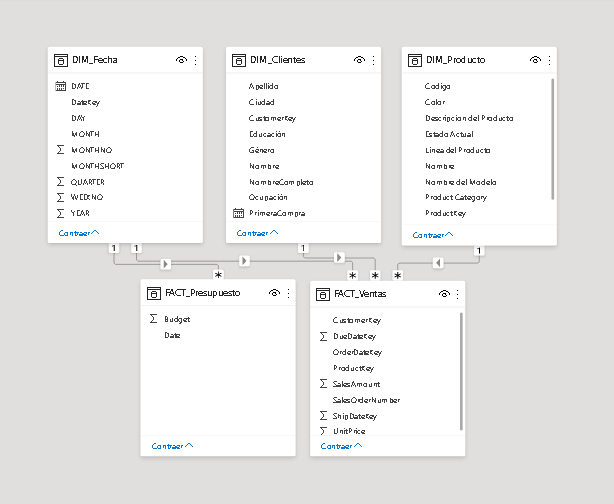 DIM_Fecha
DATE
DateKey
DAY
MONTH
MONTHNO
MONTHSHORT
QUARTER
WEEKNO
YEAR
Contraer
DIM_Clientes
Apellido
Ciudad
CustomerKey
Educación
Género
Nombre
NombreCompleto
Ocupación
PrimeraCompra
Contraer
DIM_Producto
Codigo
Color
Descripcion del Producto
Estado Actual
Linea del Producto
Nombre
Nombre del Modelo
Product Category
ProductKey
Contraer
1
1
1
1
*
*
*
*
FACT_Presupuesto
Budget
Date
Contraer
FACT_Ventas
CustomerKey
DueDateKey
OrderDateKey
ProductKey
SalesAmount
SalesOrderNumber
ShipDateKey
UnitPrice
Contraer